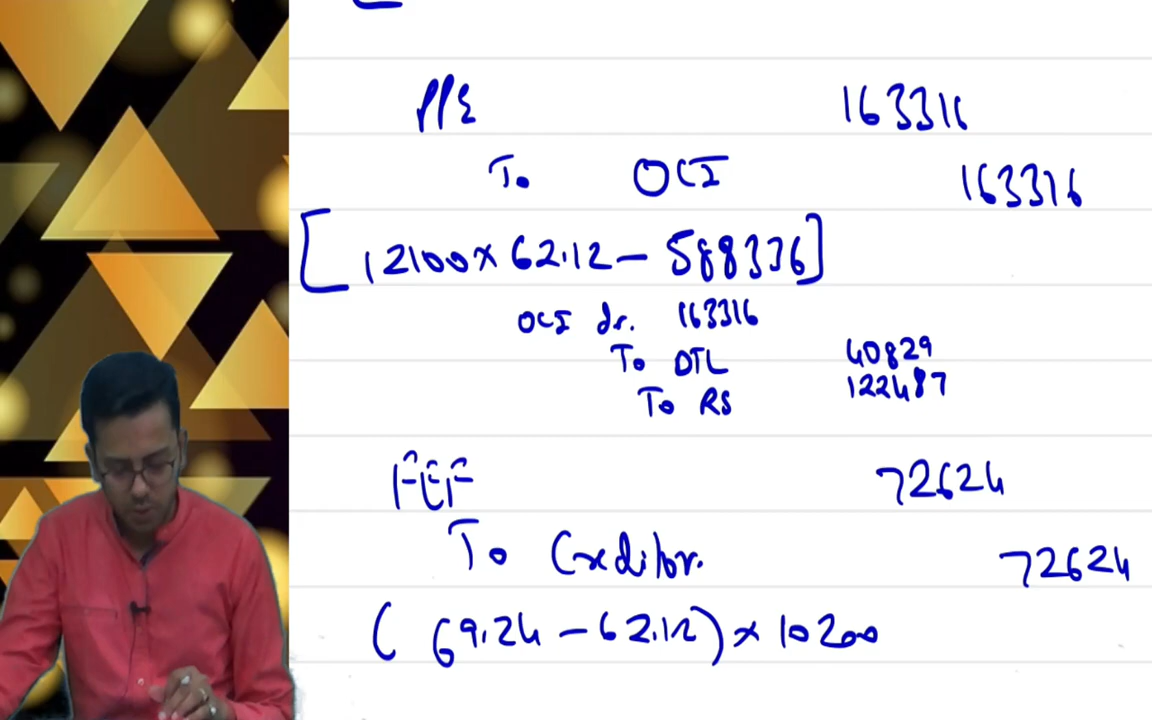 PPE 163316
To OCI 163316
[12100 x 62.12 - 588336]
OCI dr. 163316
To DTL 40829
To RS 122487
FEF 72624
To Creditor. 72624
(69.24 - 62.12) x 10200